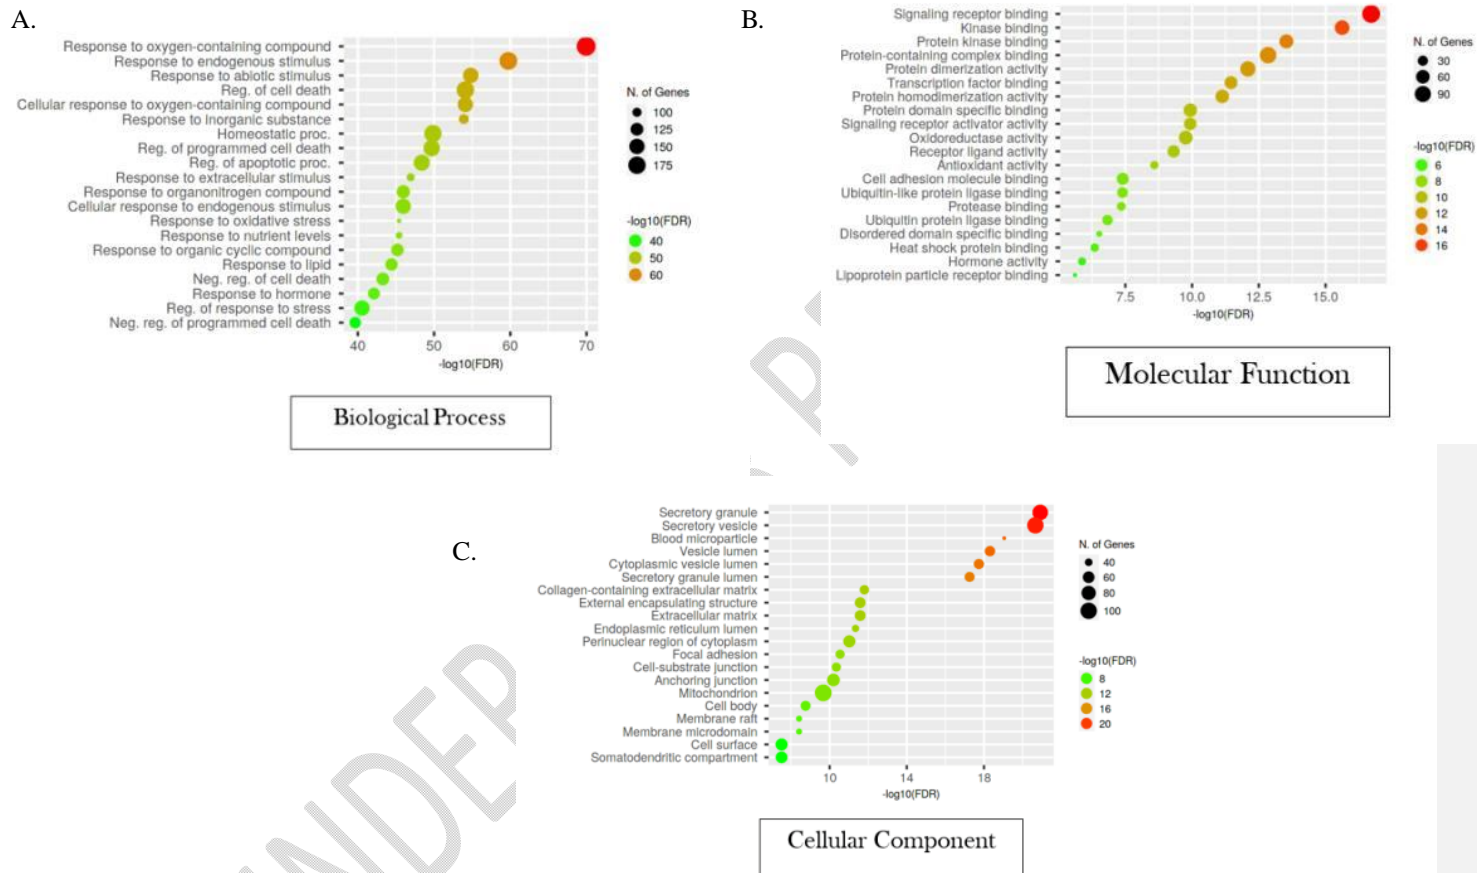 A.
Response to oxygen-containing compound
Response to endogenous stimulus
Response to abiotic stimulus
Reg. of cell death
Cellular response to oxygen-containing compound
Response to inorganic substance
Homeostatic proc.
Reg. of programmed cell death
Reg. of apoptotic proc.
Response to extracellular stimulus
Response to organonitrogen compound
Cellular response to endogenous stimulus
Response to oxidative stress
Response to nutrient levels
Response to organic cyclic compound
Response to lipid
Neg. reg. of cell death
Response to hormone
Reg. of response to stress
Neg. reg. of programmed cell death
40 50 60 70
-log10(FDR)
N. of Genes
100
125
150
175
-log10(FDR)
40
50
60
Biological Process
B.
Signaling receptor binding
Kinase binding
Protein kinase binding
Protein-containing complex binding
Protein dimerization activity
Transcription factor binding
Protein homodimerization activity
Protein domain specific binding
Signaling receptor activator activity
Oxidoreductase activity
Receptor ligand activity
Antioxidant activity
Cell adhesion molecule binding
Ubiquitin-like protein ligase binding
Protease binding
Ubiquitin protein ligase binding
Disordered domain specific binding
Heat shock protein binding
Hormone activity
Lipoprotein particle receptor binding
7.5 10.0 12.5 15.0
-log10(FDR)
N. of Genes
30
60
90
-log10(FDR)
6
8
10
12
14
16
Molecular Function
C.
Secretory granule
Secretory vesicle
Blood microparticle
Vesicle lumen
Cytoplasmic vesicle lumen
Secretory granule lumen
Collagen-containing extracellular matrix
External encapsulating structure
Extracellular matrix
Endoplasmic reticulum lumen
Perinuclear region of cytoplasm
Focal adhesion
Cell-substrate junction
Anchoring junction
Mitochondrion
Cell body
Membrane raft
Membrane microdomain
Cell surface
Somatodendritic compartment
10 14 18
-log10(FDR)
N. of Genes
40
60
80
100
-log10(FDR)
8
12
16
20
Cellular Component